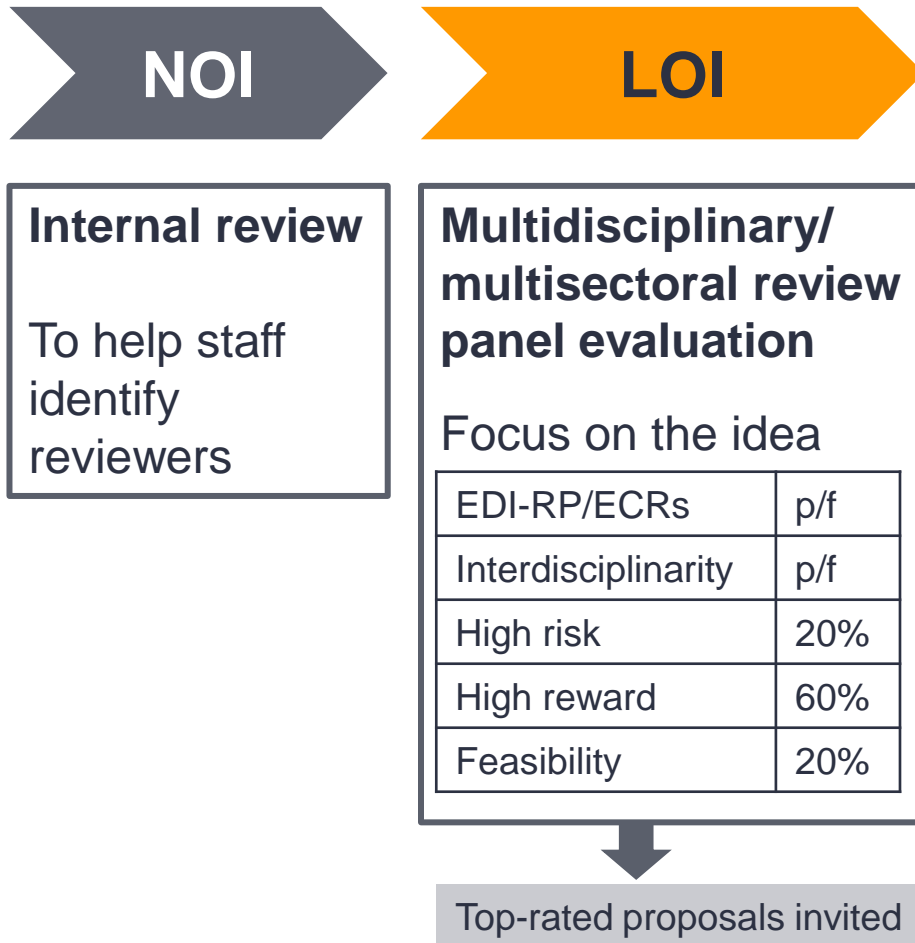 NOI
LOI
Internal review
To help staff
identify
reviewers
Multidisciplinary/
multisectoral review
panel evaluation
Focus on the idea
EDI-RP/ECRs p/f
Interdisciplinarity p/f
High risk 20%
High reward 60%
Feasibility 20%
Top-rated proposals invited